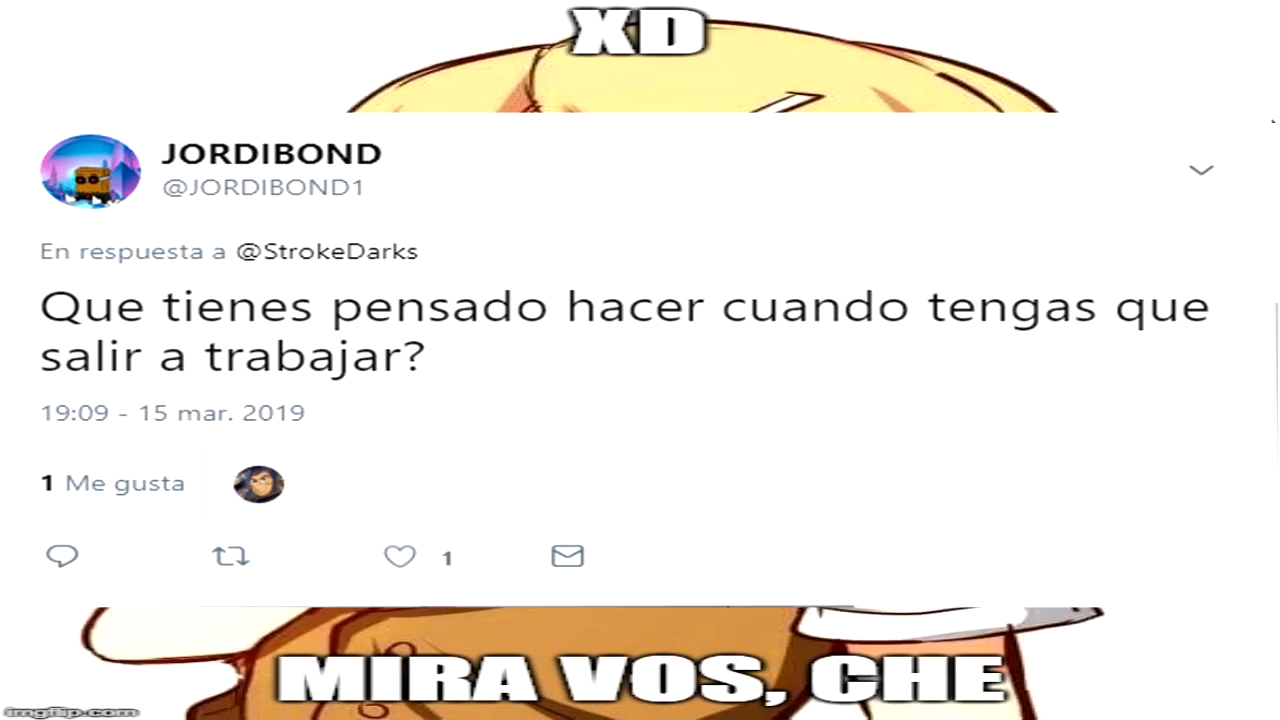 XD
JORDIBOND
@JORDIBOND1
En respuesta a @StrokeDarks
Que tienes pensado hacer cuando tengas que
salir a trabajar?
19:09 - 15 mar. 2019
1 Me gusta
1
MIRA VOS, CHE
imgflip.com